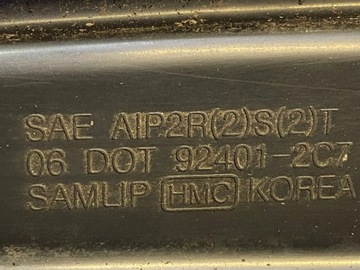 SAE AIP2R(2)S(2)T
06 DOT 92401-2C7
SAMLIP HMC KOREA